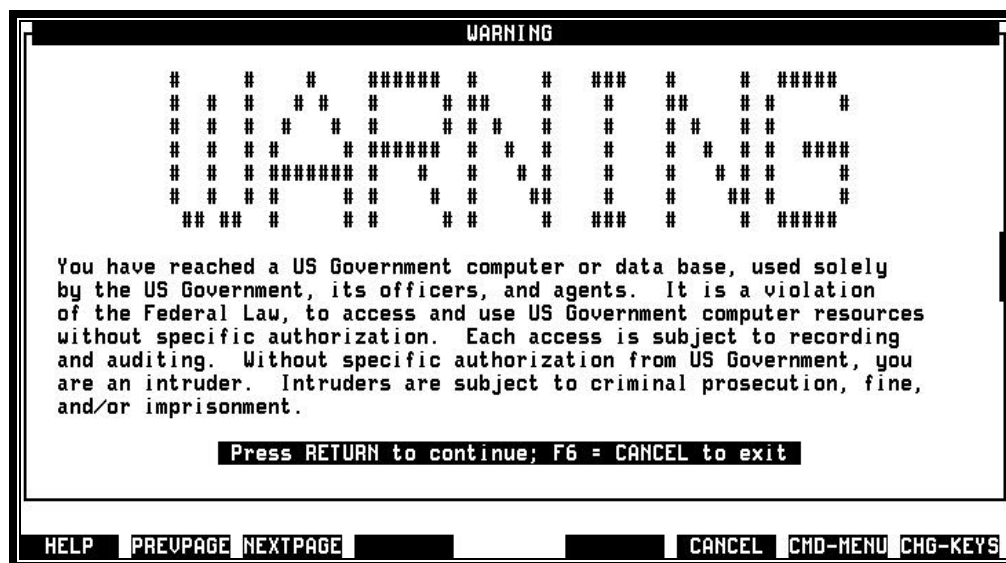 WARNING
WARNING
You have reached a US Government computer or data base, used solely
by the US Government, its officers, and agents.  It is a violation
of the Federal Law, to access and use US Government computer resources
without specific authorization.  Each access is subject to recording
and auditing.  Without specific authorization from US Government, you
are an intruder.  Intruders are subject to criminal prosecution, fine,
and/or imprisonment.
Press RETURN to continue; F6 = CANCEL to exit
HELP PREVPAGE NEXTPAGE CANCEL CMD-MENU CHG-KEYS